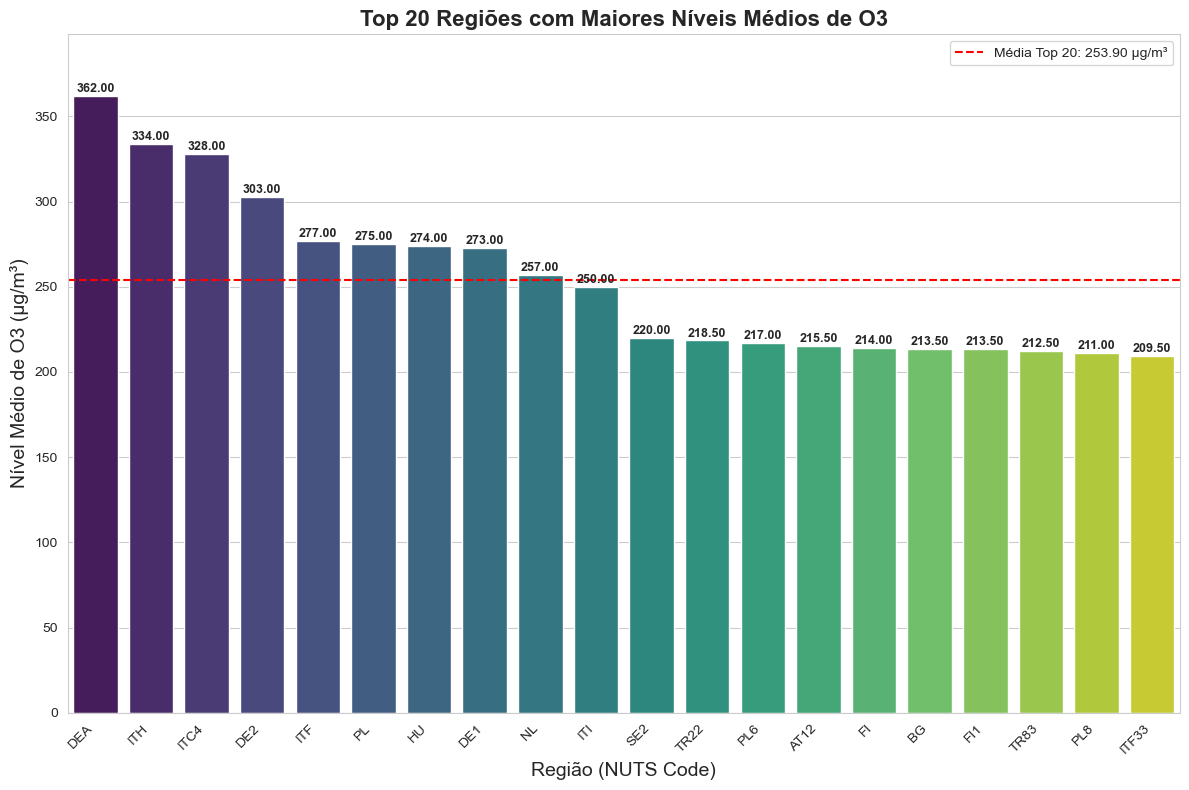 Top 20 Regiões com Maiores Níveis Médios de O3
Média Top 20: 253.90 µg/m³
Nível Médio de O3 (µg/m³)
350
300
250
200
150
100
50
0
362.00
334.00
328.00
303.00
277.00
275.00
274.00
273.00
257.00
250.00
220.00
218.50
217.00
215.50
214.00
213.50
213.50
212.50
211.00
209.50
DEA
ITH
ITC4
DE2
ITF
PL
HU
DE1
NL
ITI
SE2
TR22
PL6
AT12
FI
BG
FI1
TR83
PL8
ITF33
Região (NUTS Code)